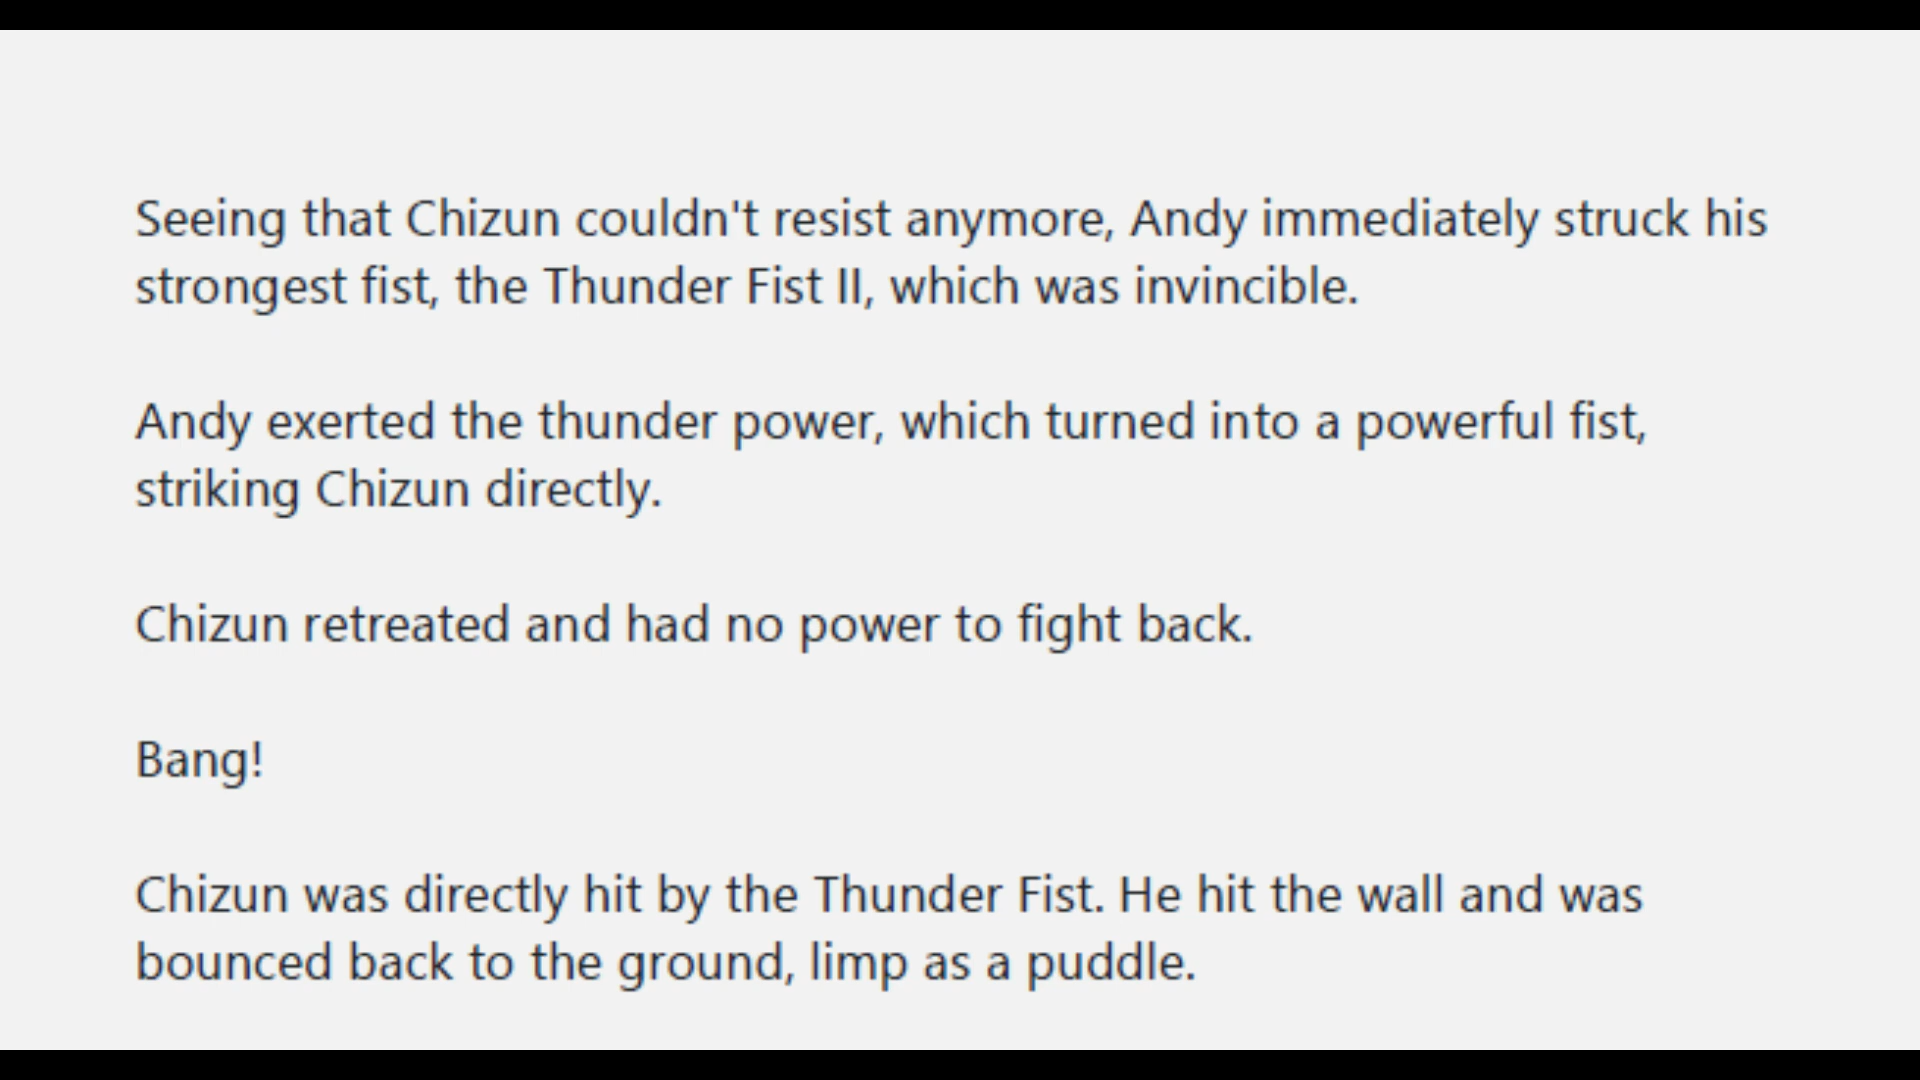 Seeing that Chizun couldn't resist anymore, Andy immediately struck his
strongest fist, the Thunder Fist II, which was invincible.
Andy exerted the thunder power, which turned into a powerful fist,
striking Chizun directly.
Chizun retreated and had no power to fight back.
Bang!
Chizun was directly hit by the Thunder Fist. He hit the wall and was
bounced back to the ground, limp as a puddle.